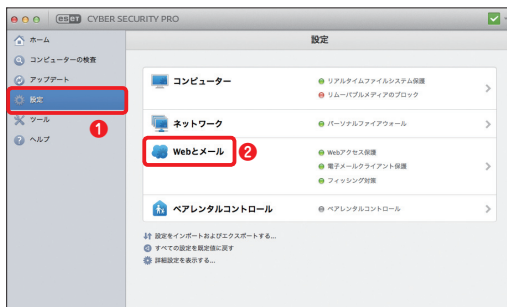 eset CYBER SECURITY PRO
ホーム
コンピューターの検査
アップデート
設定
ツール
ヘルプ
1
設定
コンピューター
リアルタイムファイルシステム保護
リムーバブルメディアのブロック
ネットワーク
パーソナルファイアウォール
Webとメール
2
Webアクセス保護
電子メールクライアント保護
フィッシング対策
ペアレンタルコントロール
ペアレンタルコントロール
設定をインポートおよびエクスポートする...
すべての設定を既定値に戻す
詳細設定を表示する...